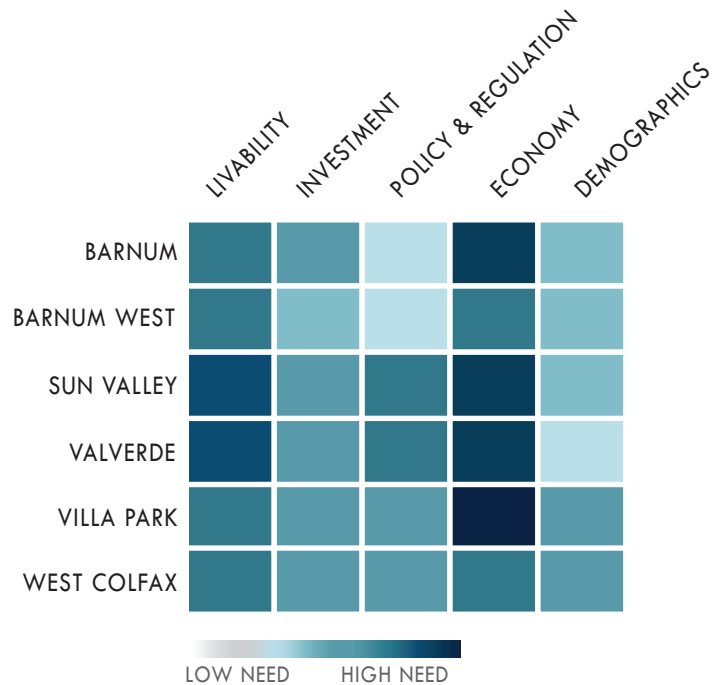 LIVABILITY
INVESTMENT
POLICY & REGULATION
ECONOMY
DEMOGRAPHICS
BARNUM
BARNUM WEST
SUN VALLEY
VALVERDE
VILLA PARK
WEST COLFAX
LOW NEED
HIGH NEED